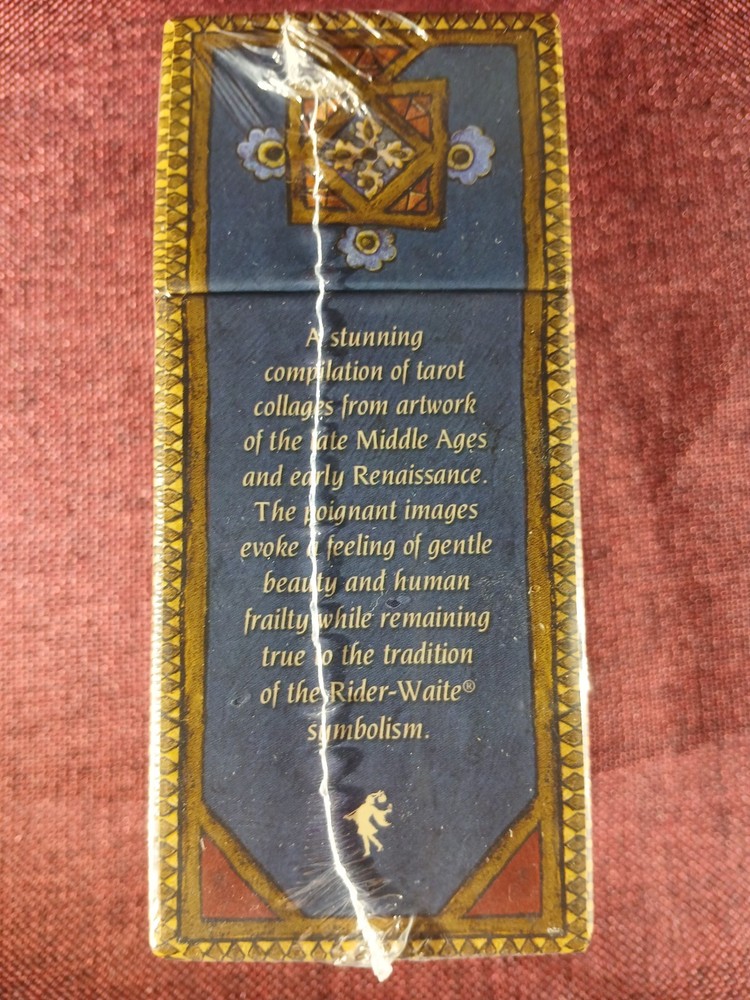 A stunning
compilation of tarot
collages from artwork
of the late Middle Ages
and early Renaissance.
The poignant images
evoke a feeling of gentle
beauty and human
frailty while remaining
true to the tradition
of the Rider-Waite®
symbolism.